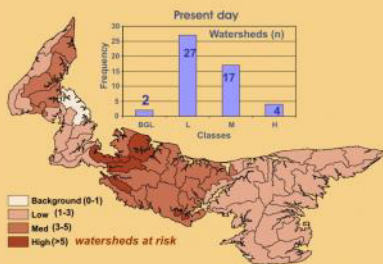 Present day
Watersheds (n)
Frequency
30
25
20
15
10
5
0
2
27
17
4
BGL
L
M
H
Classes
Background (0-1)
Low (1-3)
Med (3-5)
High (>5) watersheds at risk